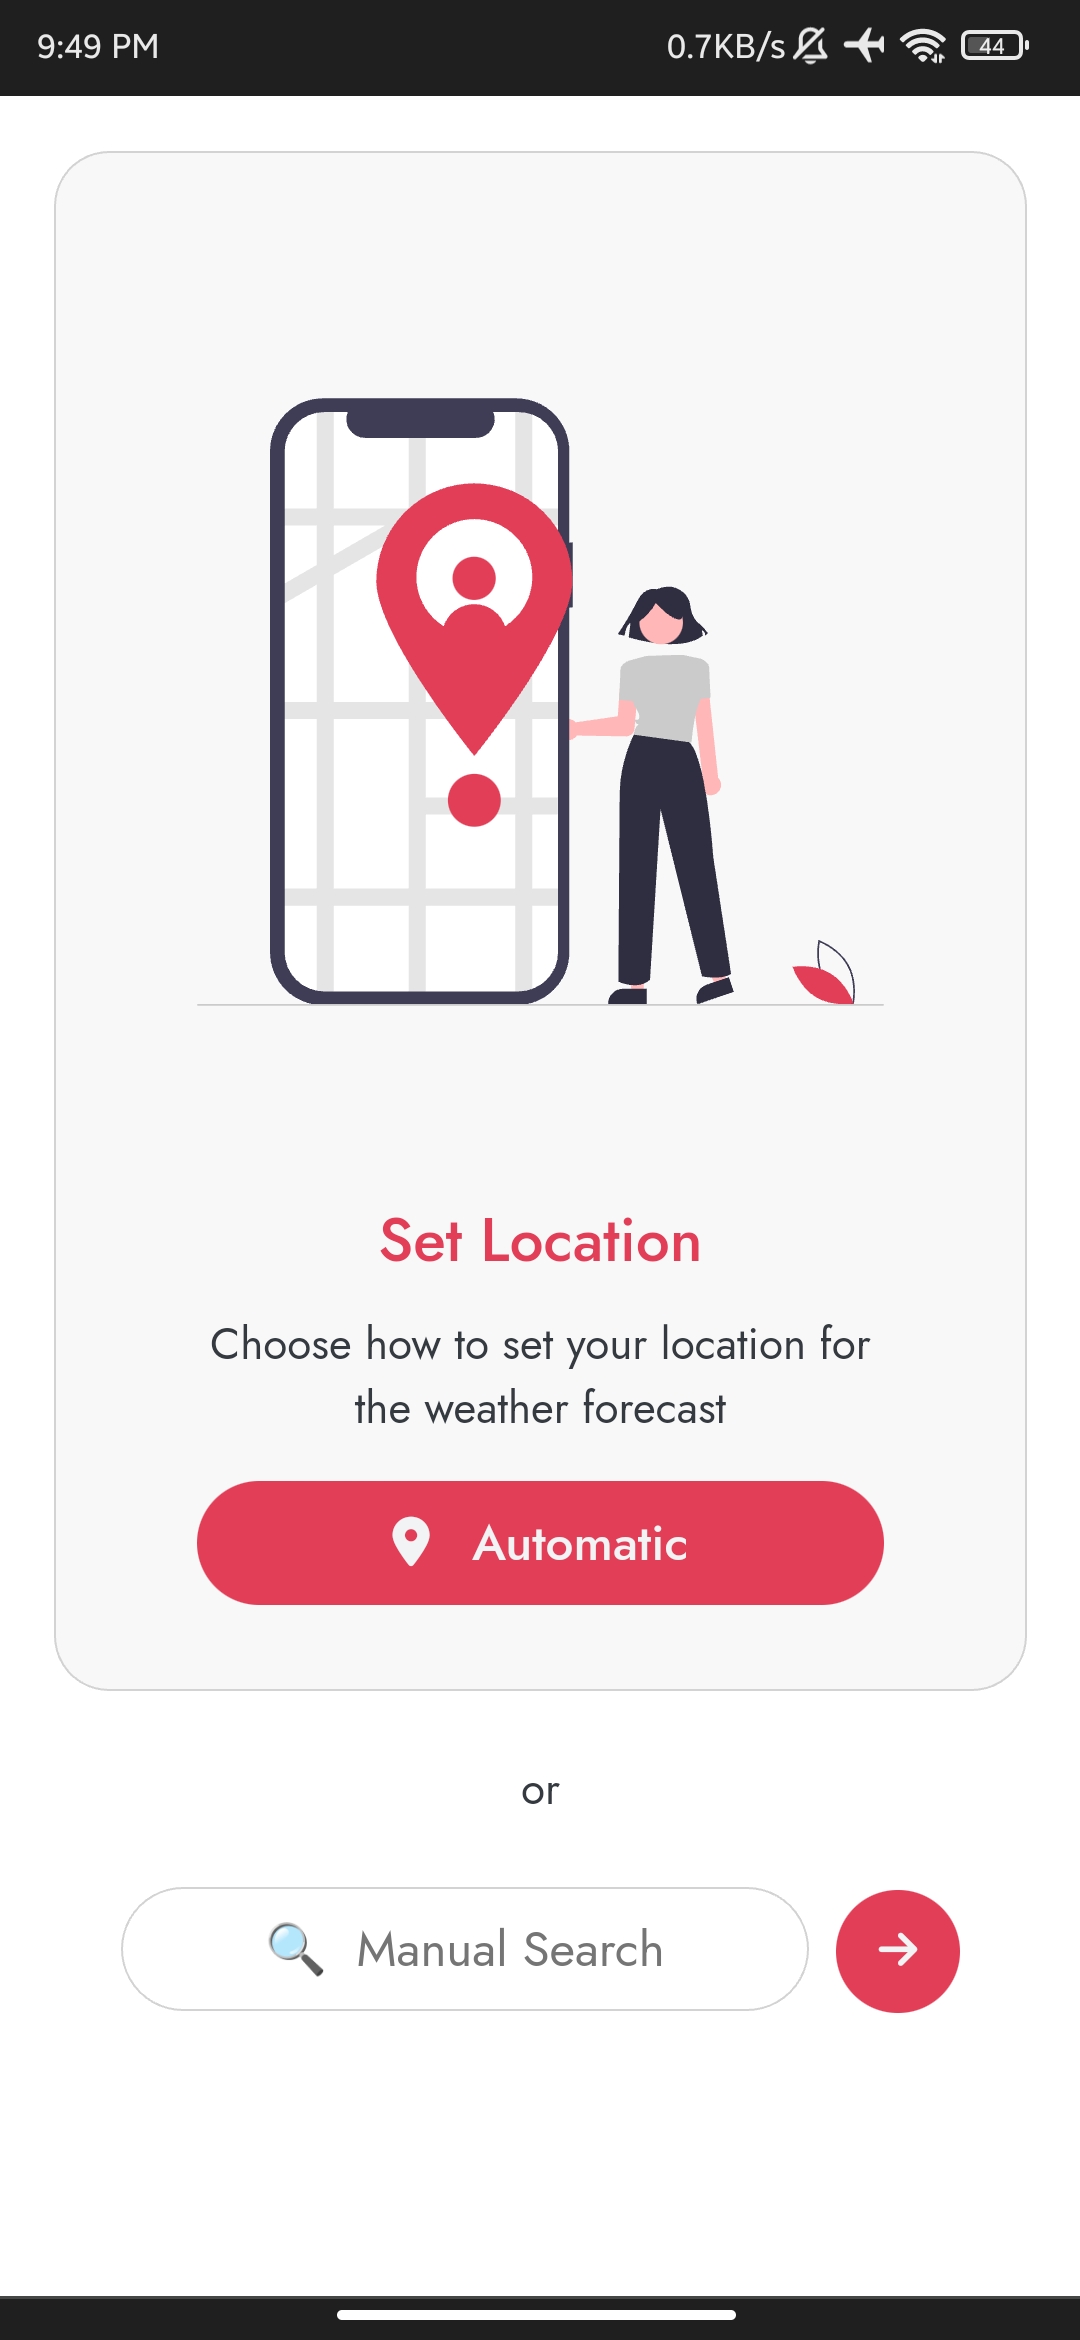 9:49 PM 0.7KB/s 44
Set Location
Choose how to set your location for
the weather forecast
Automatic
or
Manual Search